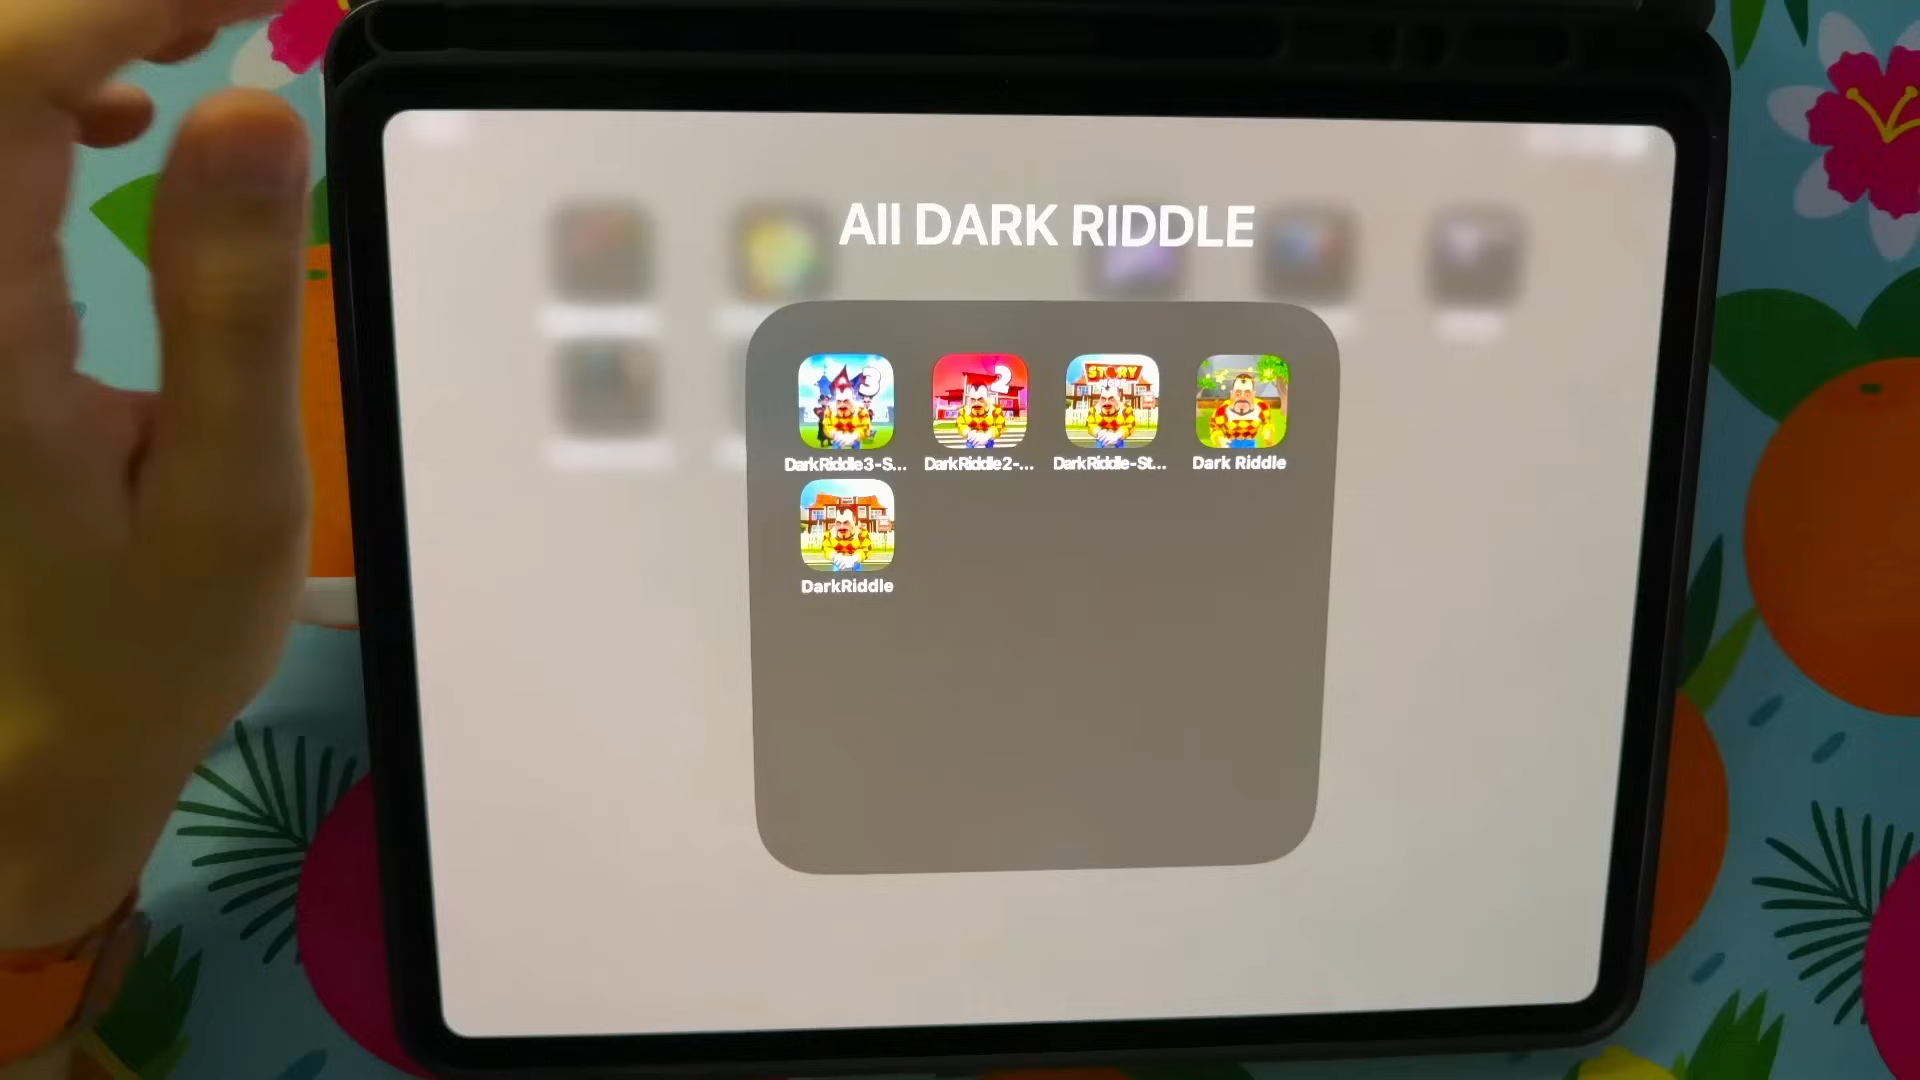 All DARK RIDDLE
3
2
STORY
DarkRiddle3-S...
DarkRiddle2-...
DarkRiddle-St...
Dark Riddle
DarkRiddle